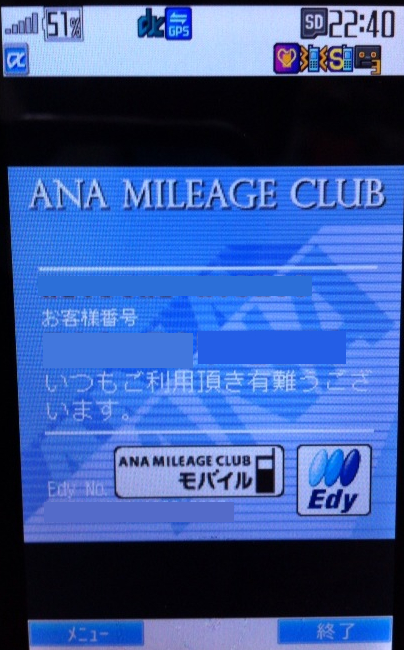 51%
GPS
SD
22:40
α
S
ANA MILEAGE CLUB
お客様番号
いつもご利用頂き有難うござ
います。
ANA MILEAGE CLUB
モバイル
Edy
Edy No.
メニュー
終了